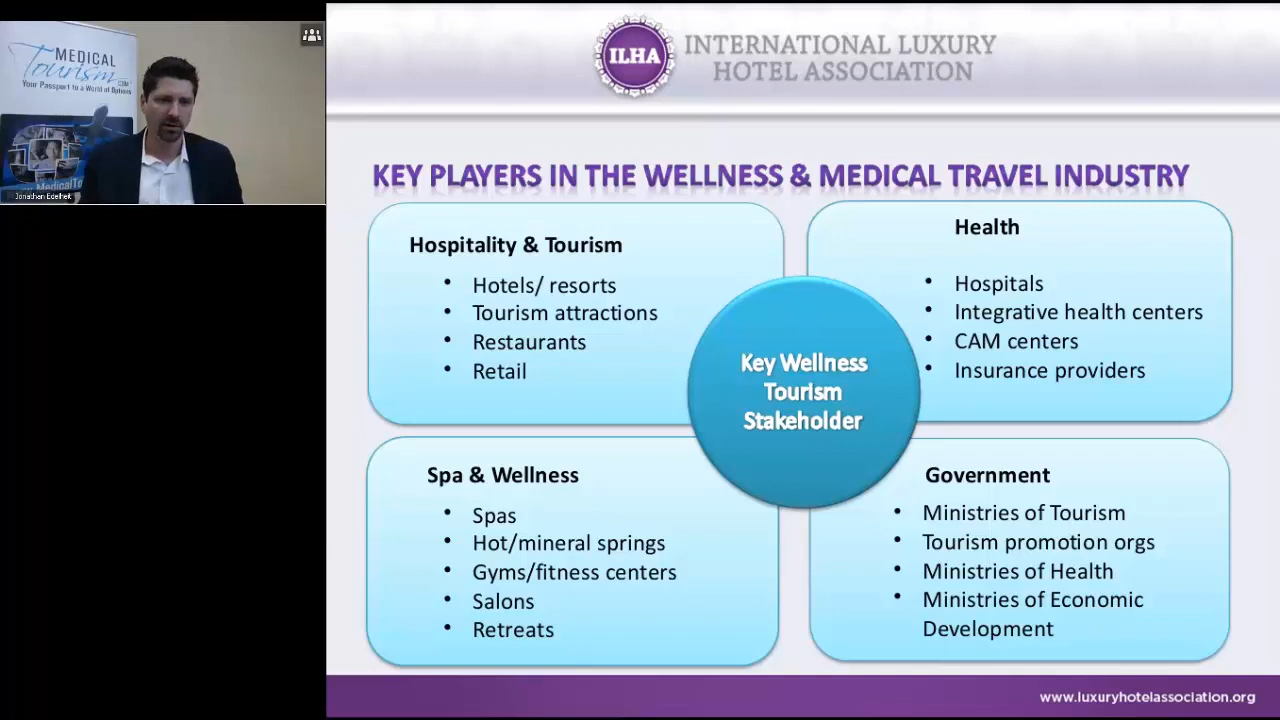 MEDICAL
Tourism
.COM
Your Passport to a World of Options
Jonathan Edelheit
ILHA
INTERNATIONAL LUXURY
HOTEL ASSOCIATION
KEY PLAYERS IN THE WELLNESS & MEDICAL TRAVEL INDUSTRY
Hospitality & Tourism
• Hotels/ resorts
• Tourism attractions
• Restaurants
• Retail
Health
• Hospitals
• Integrative health centers
• CAM centers
• Insurance providers
Key Wellness
Tourism
Stakeholder
Spa & Wellness
• Spas
• Hot/mineral springs
• Gyms/fitness centers
• Salons
• Retreats
Government
• Ministries of Tourism
• Tourism promotion orgs
• Ministries of Health
• Ministries of Economic
Development
www.luxuryhotelassociation.org